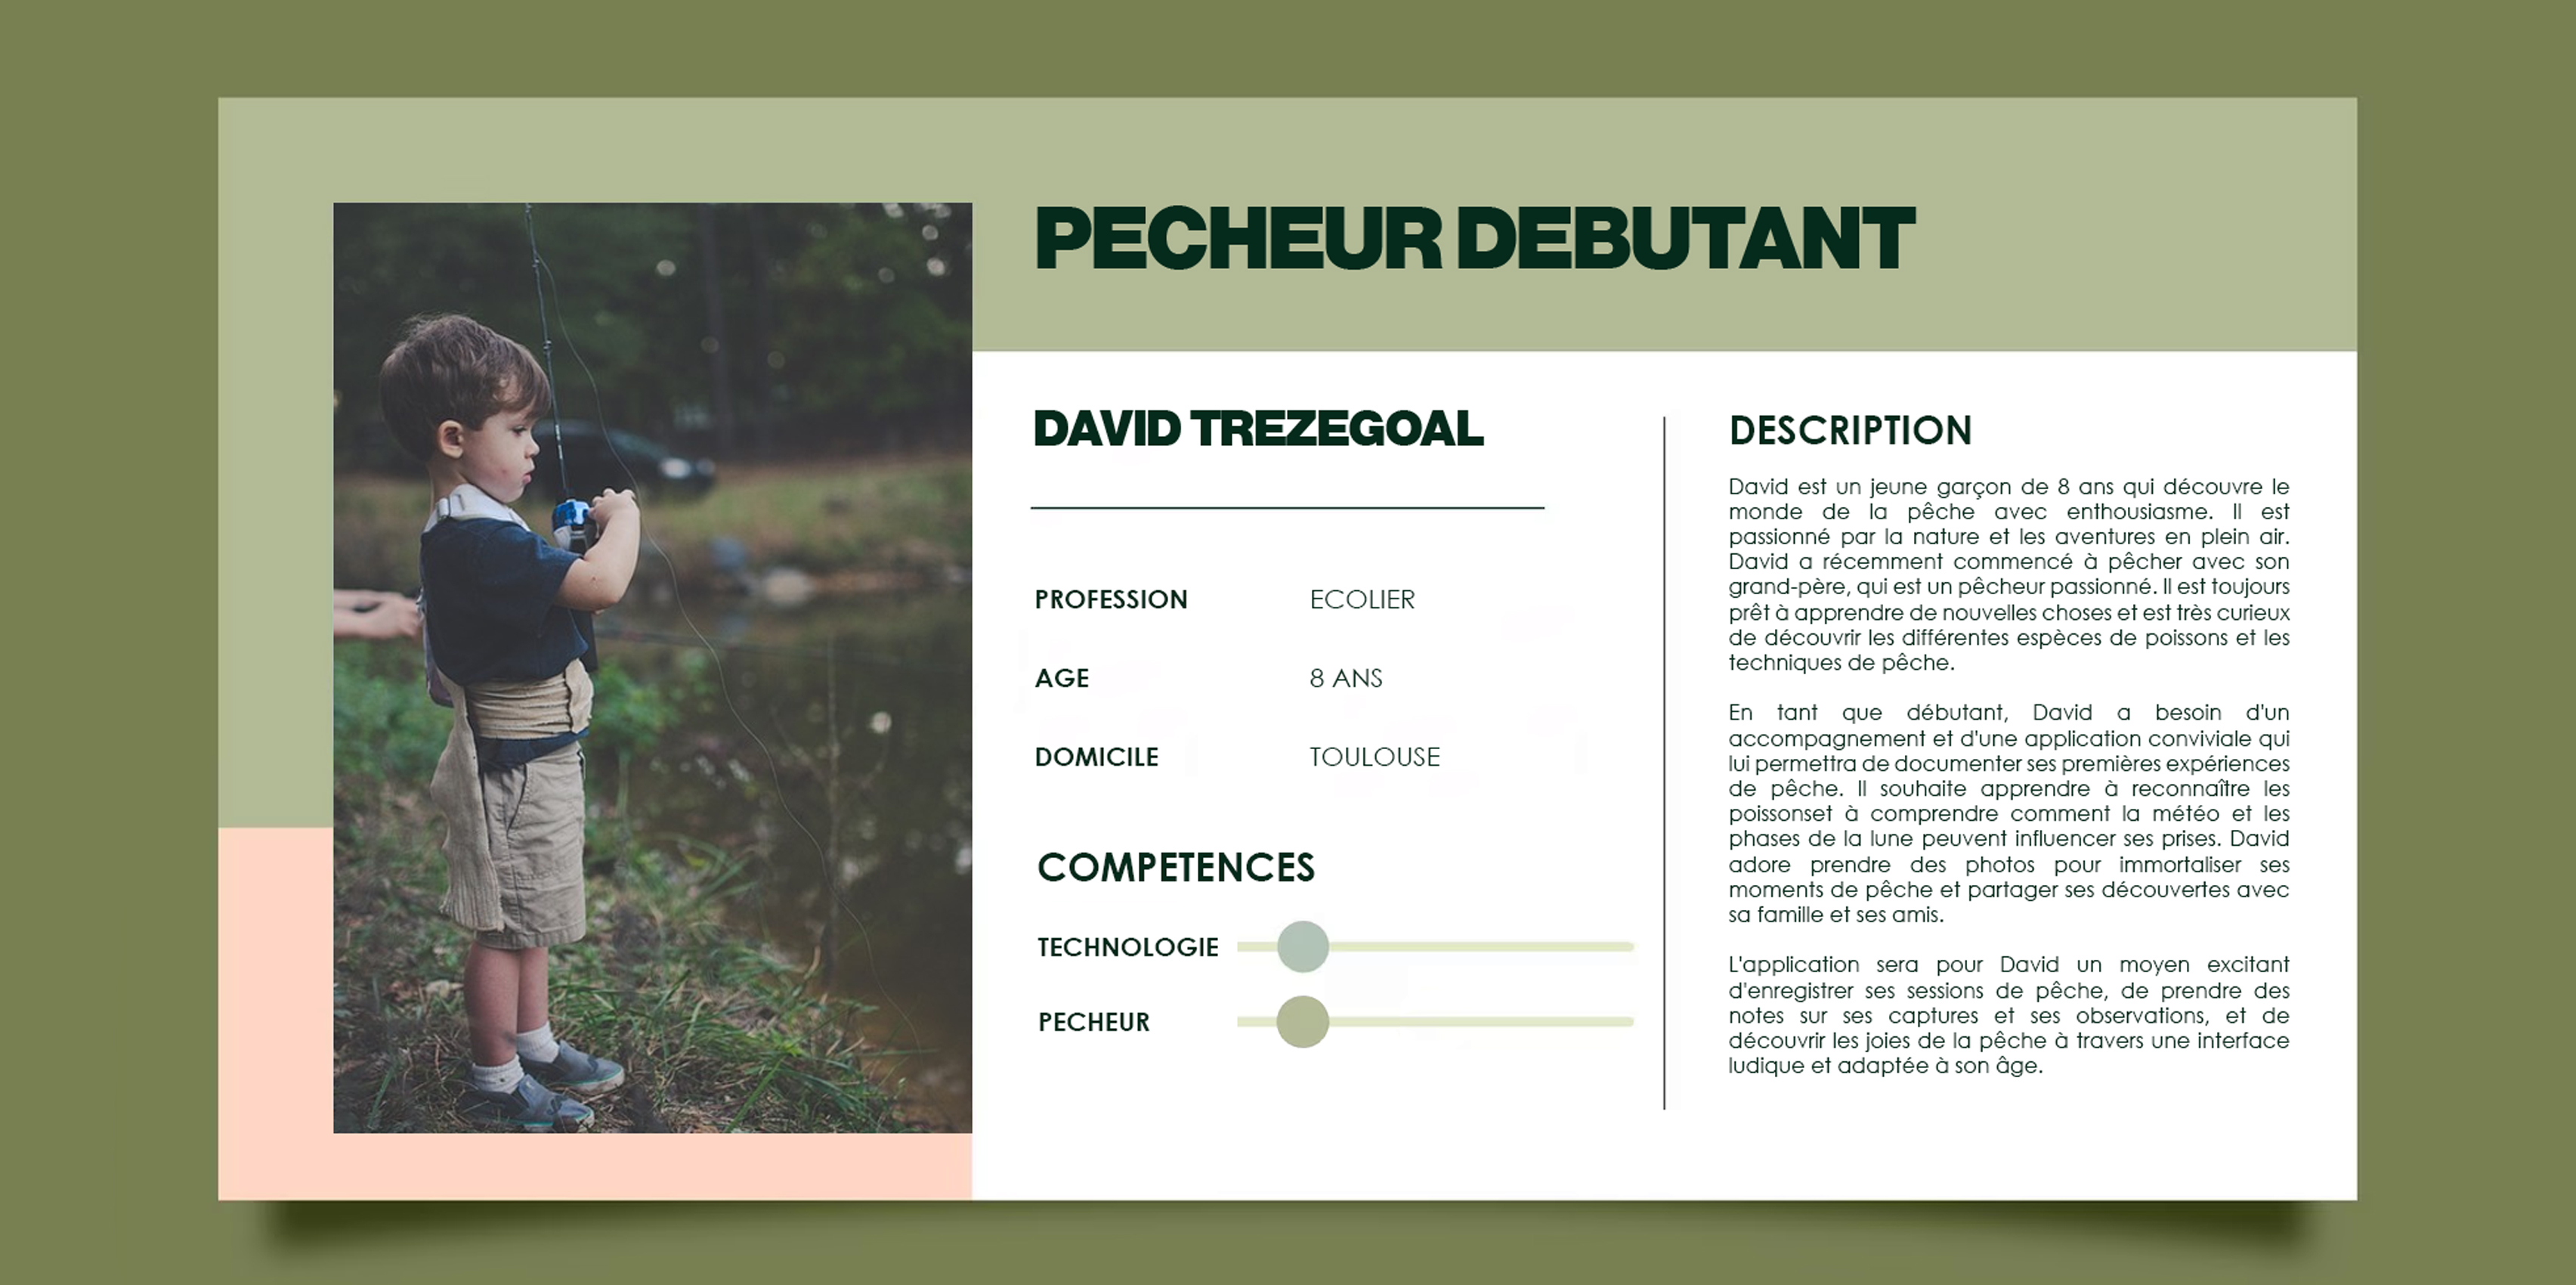 PECHEUR DEBUTANT
DAVID TREZEGOAL
PROFESSION ECOLIER
AGE 8 ANS
DOMICILE TOULOUSE
COMPETENCES
TECHNOLOGIE
PECHEUR
DESCRIPTION
David est un jeune garçon de 8 ans qui découvre le
monde de la pêche avec enthousiasme. Il est
passionné par la nature et les aventures en plein air.
David a récemment commencé à pêcher avec son
grand-père, qui est un pêcheur passionné. Il est toujours
prêt à apprendre de nouvelles choses et est très curieux
de découvrir les différentes espèces de poissons et les
techniques de pêche.
En tant que débutant, David a besoin d'un
accompagnement et d'une application conviviale qui
lui permettra de documenter ses premières expériences
de pêche. Il souhaite apprendre à reconnaître les
poissonset à comprendre comment la météo et les
phases de la lune peuvent influencer ses prises. David
adore prendre des photos pour immortaliser ses
moments de pêche et partager ses découvertes avec
sa famille et ses amis.
L'application sera pour David un moyen excitant
d'enregistrer ses sessions de pêche, de prendre des
notes sur ses captures et ses observations, et de
découvrir les joies de la pêche à travers une interface
ludique et adaptée à son âge.